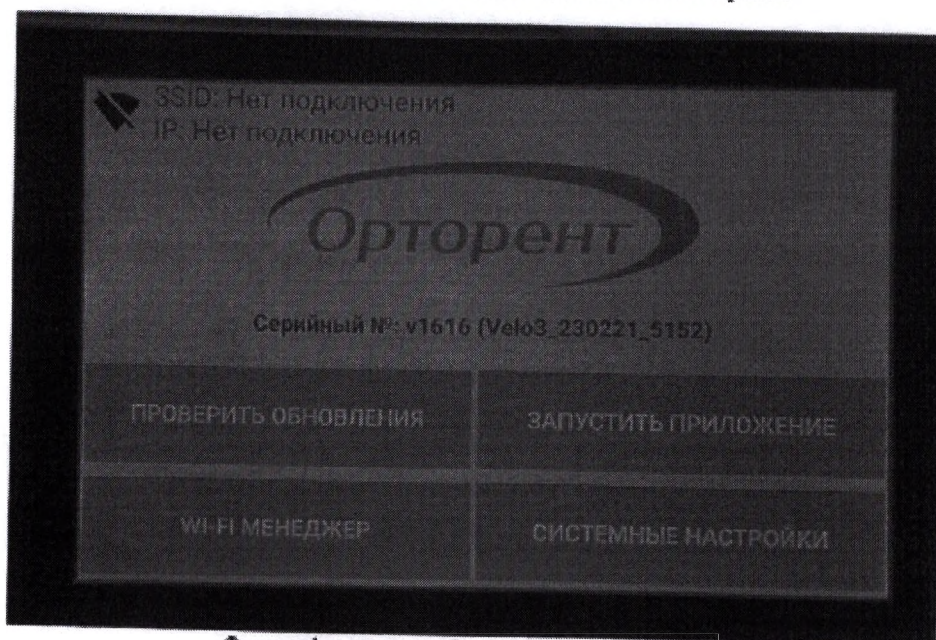 SSID: Нет подключения
IP: Нет подключения
Орторент
Серийный №: v1616 (Velo3_230221_5152)
ПРОВЕРИТЬ ОБНОВЛЕНИЯ
ЗАПУСТИТЬ ПРИЛОЖЕНИЕ
WI-FI МЕНЕДЖЕР
СИСТЕМНЫЕ НАСТРОЙКИ